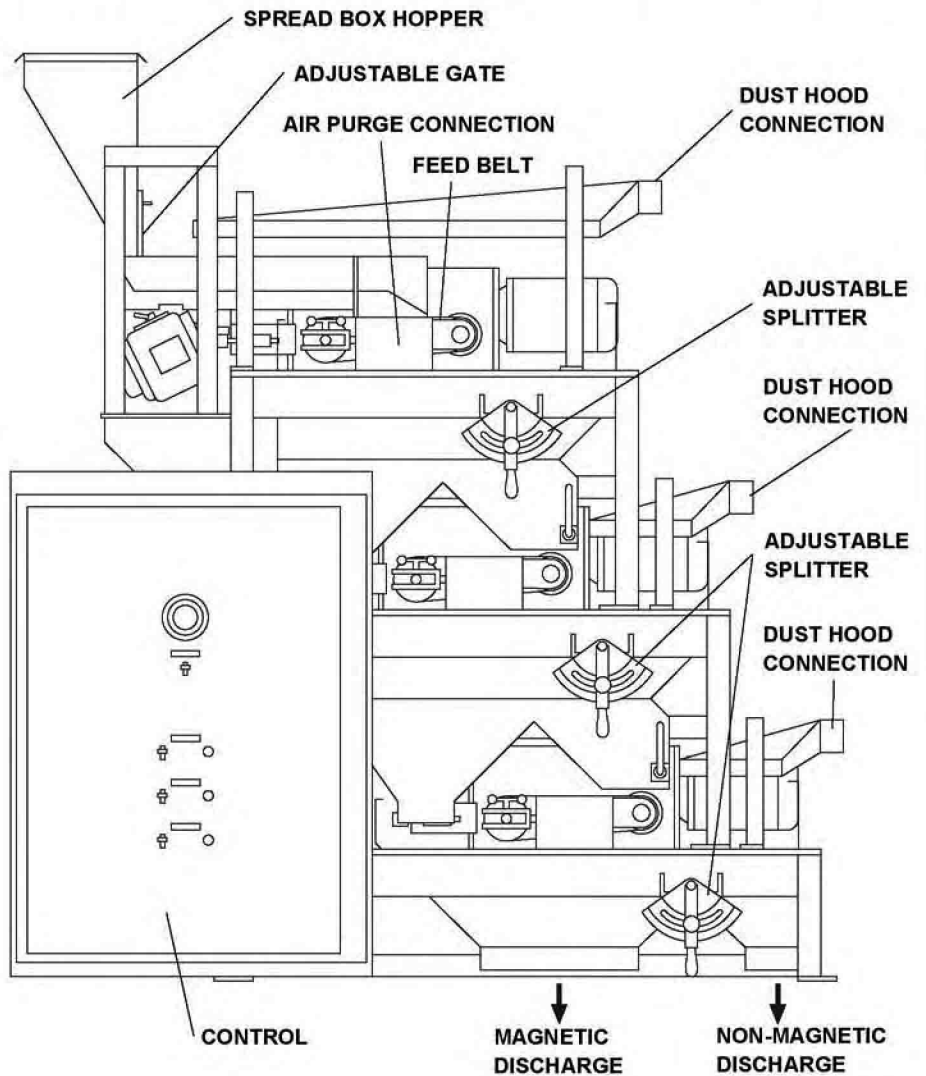 SPREAD BOX HOPPER
ADJUSTABLE GATE
AIR PURGE CONNECTION
FEED BELT
DUST HOOD
CONNECTION
ADJUSTABLE
SPLITTER
DUST HOOD
CONNECTION
ADJUSTABLE
SPLITTER
DUST HOOD
CONNECTION
CONTROL
MAGNETIC
DISCHARGE
NON-MAGNETIC
DISCHARGE